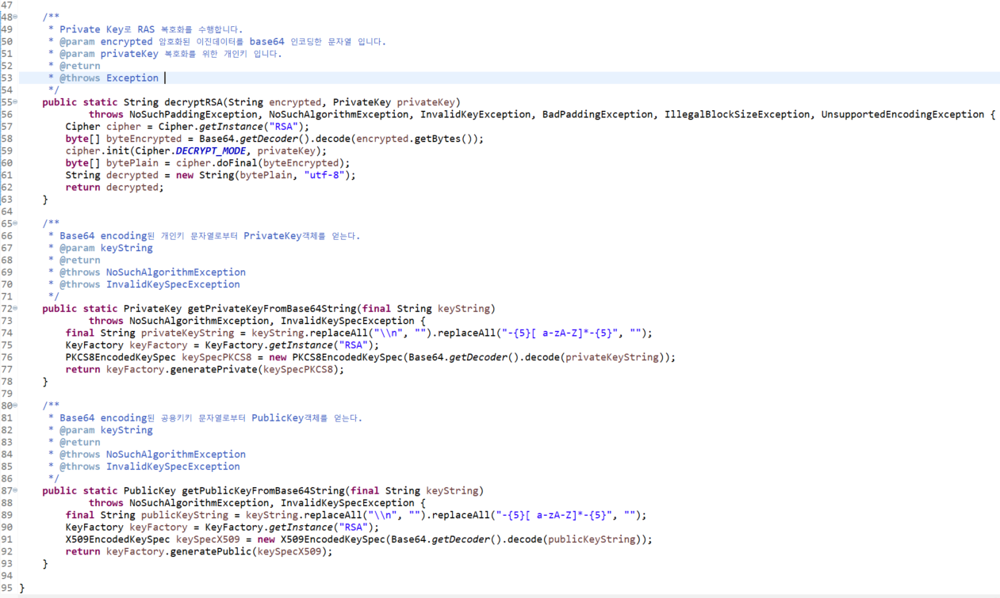 47
48 /**
49 * Private Key로 RAS 복호화를 수행합니다.
50 * @param encrypted 암호화된 이진데이터를 base64 인코딩한 문자열 입니다.
51 * @param privateKey 복호화를 위한 개인키 입니다.
52 * @return
53 * @throws Exception
54 */
55 public static String decryptRSA(String encrypted, PrivateKey privateKey)
56 throws NoSuchPaddingException, NoSuchAlgorithmException, InvalidKeyException, BadPaddingException, IllegalBlockSizeException, UnsupportedEncodingException {
57 Cipher cipher = Cipher.getInstance("RSA");
58 byte[] byteEncrypted = Base64.getDecoder().decode(encrypted.getBytes());
59 cipher.init(Cipher.DECRYPT_MODE, privateKey);
60 byte[] bytePlain = cipher.doFinal(byteEncrypted);
61 String decrypted = new String(bytePlain, "utf-8");
62 return decrypted;
63 }
64
65 /**
66 * Base64 encoding된 개인키 문자열로부터 PrivateKey객체를 얻는다.
67 * @param keyString
68 * @return
69 * @throws NoSuchAlgorithmException
70 * @throws InvalidKeySpecException
71 */
72 public static PrivateKey getPrivateKeyFromBase64String(final String keyString)
73 throws NoSuchAlgorithmException, InvalidKeySpecException {
74 final String privateKeyString = keyString.replaceAll("\\n", "").replaceAll("-{5}[ a-zA-Z]*-{5}", "");
75 KeyFactory keyFactory = KeyFactory.getInstance("RSA");
76 PKCS8EncodedKeySpec keySpecPKCS8 = new PKCS8EncodedKeySpec(Base64.getDecoder().decode(privateKeyString));
77 return keyFactory.generatePrivate(keySpecPKCS8);
78 }
79
80 /**
81 * Base64 encoding된 공용키키 문자열로부터 PublicKey객체를 얻는다.
82 * @param keyString
83 * @return
84 * @throws NoSuchAlgorithmException
85 * @throws InvalidKeySpecException
86 */
87 public static PublicKey getPublicKeyFromBase64String(final String keyString)
88 throws NoSuchAlgorithmException, InvalidKeySpecException {
89 final String publicKeyString = keyString.replaceAll("\\n", "").replaceAll("-{5}[ a-zA-Z]*-{5}", "");
90 KeyFactory keyFactory = KeyFactory.getInstance("RSA");
91 X509EncodedKeySpec keySpecX509 = new X509EncodedKeySpec(Base64.getDecoder().decode(publicKeyString));
92 return keyFactory.generatePublic(keySpecX509);
93 }
94
95 }